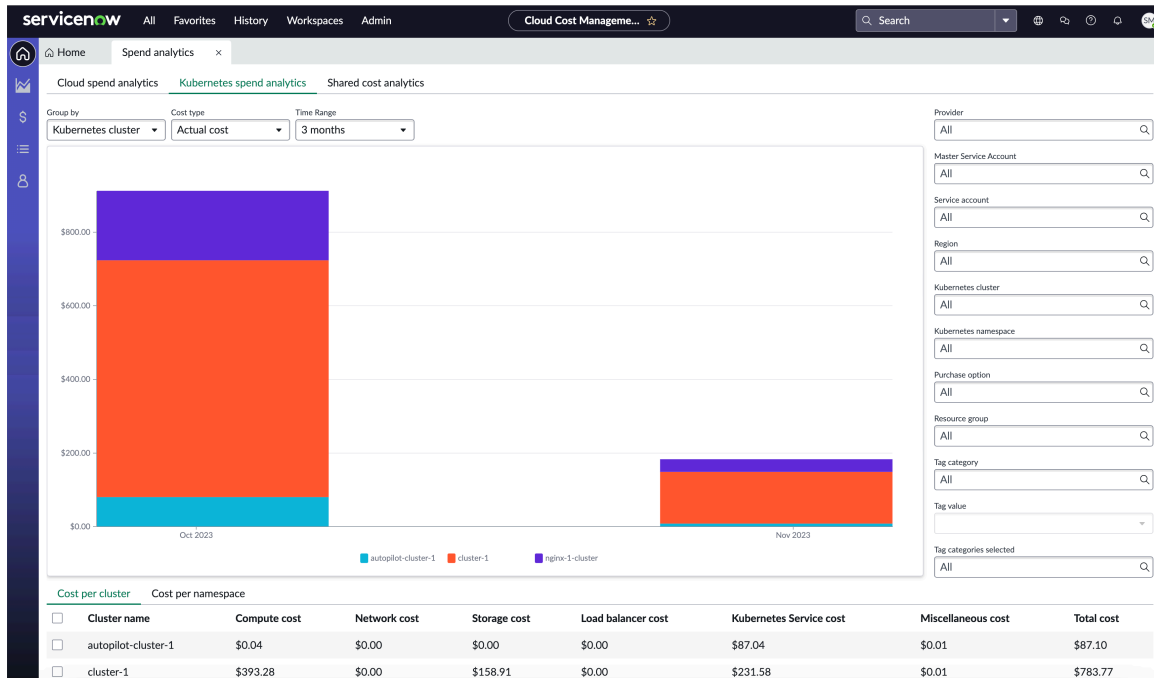 servicenow All Favorites History Workspaces Admin Cloud Cost Manageme... Search SM
Home Spend analytics
Cloud spend analytics Kubernetes spend analytics Shared cost analytics
Group by Cost type Time Range
Kubernetes cluster Actual cost 3 months
Provider
All
Master Service Account
All
Service account
All
Region
All
Kubernetes cluster
All
Kubernetes namespace
All
Purchase option
All
Resource group
All
Tag category
All
Tag value
Tag categories selected
All
$800.00
$600.00
$400.00
$200.00
$0.00
Oct 2023 Nov 2023
autopilot-cluster-1 cluster-1 nginx-1-cluster
Cost per cluster Cost per namespace
Cluster name Compute cost Network cost Storage cost Load balancer cost Kubernetes Service cost Miscellaneous cost Total cost
autopilot-cluster-1 $0.04 $0.00 $0.00 $0.00 $87.04 $0.01 $87.10
cluster-1 $393.28 $0.00 $158.91 $0.00 $231.58 $0.01 $783.77